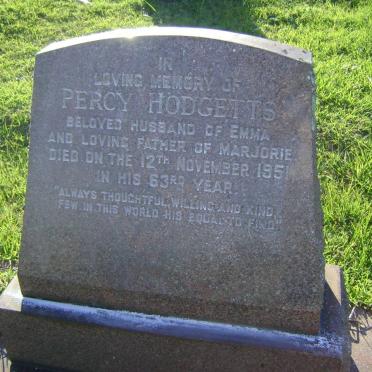 IN
LOVING MEMORY OF
PERCY HODGETTS
BELOVED HUSBAND OF EMMA
AND LOVING FATHER OF MARJORIE
DIED ON THE 12TH NOVEMBER 1951
IN HIS 63RD YEAR.
"ALWAYS THOUGHTFUL, WILLING AND KIND,
FEW IN THIS WORLD HIS EQUAL TO FIND"